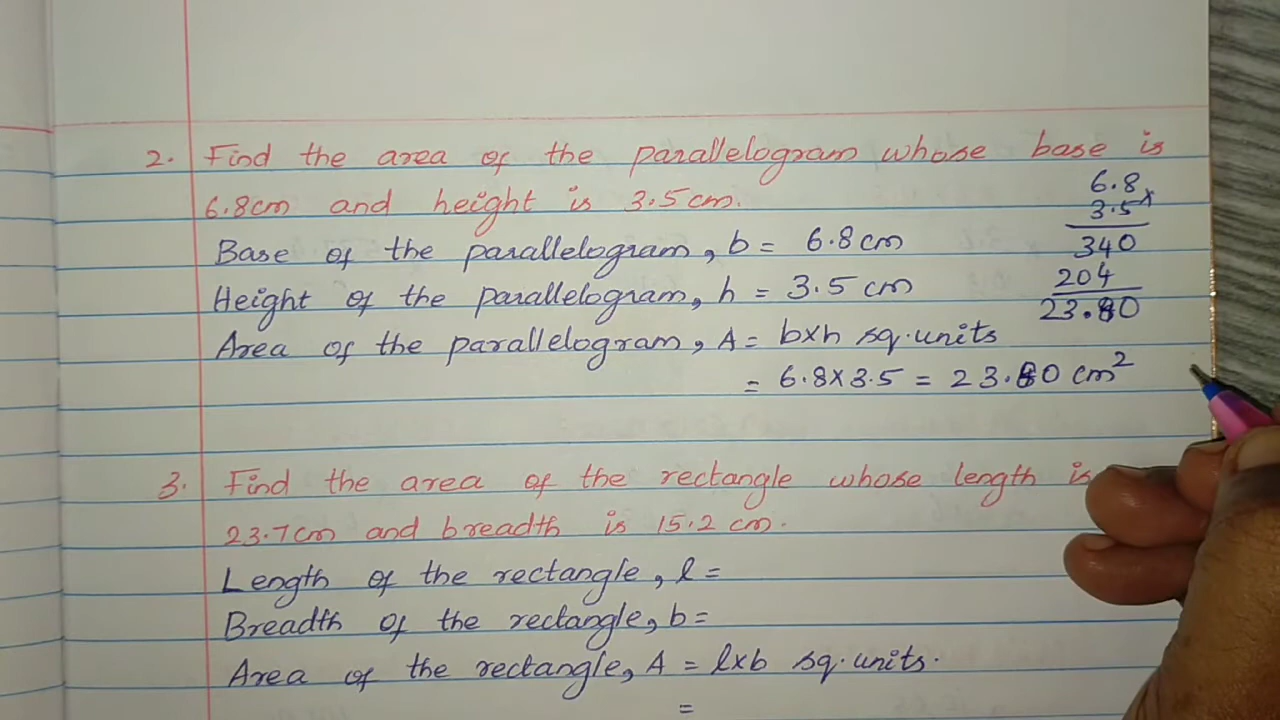 2. Find the area of the parallelogram whose base is
6.8cm and height is 3.5cm.
6.8
3.5 ×
340
204
23.80
Base of the parallelogram, b = 6.8 cm
Height of the parallelogram, h = 3.5 cm
Area of the parallelogram, A = b×h sq.units
= 6.8×3.5 = 23.80 cm²
3. Find the area of the rectangle whose length is
23.7cm and breadth is 15.2 cm.
Length of the rectangle, l =
Breadth of the rectangle, b =
Area of the rectangle, A = l×b sq.units.
=